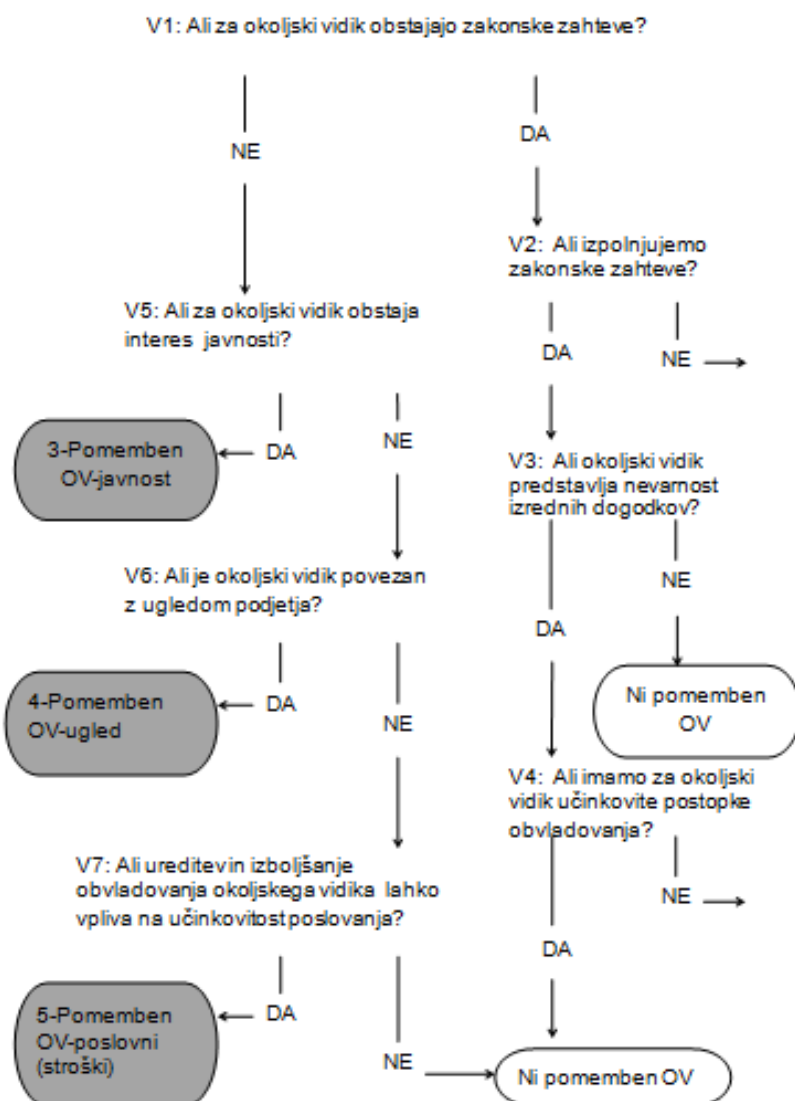 V1: Ali za okoljski vidik obstajajo zakonske zahteve?
NE
DA
V2: Ali izpolnjujemo
zakonske zahteve?
V5: Ali za okoljski vidik obstaja
interes javnosti?
DA
NE
3-Pomemben
OV-javnost
DA
NE
V3: Ali okoljski vidik
predstavlja nevarnost
izrednih dogodkov?
V6: Ali je okoljski vidik povezan
z ugledom podjetja?
NE
DA
4-Pomemben
OV-ugled
DA
NE
Ni pomemben
OV
V4: Ali imamo za okoljski
vidik učinkovite postopke
obvladovanja?
V7: Ali ureditev in izboljšanje
obvladovanja okoljskega vidika lahko
vpliva na učinkovitost poslovanja?
NE
DA
5-Pomemben
OV-poslovni
(stroški)
DA
NE
Ni pomemben OV